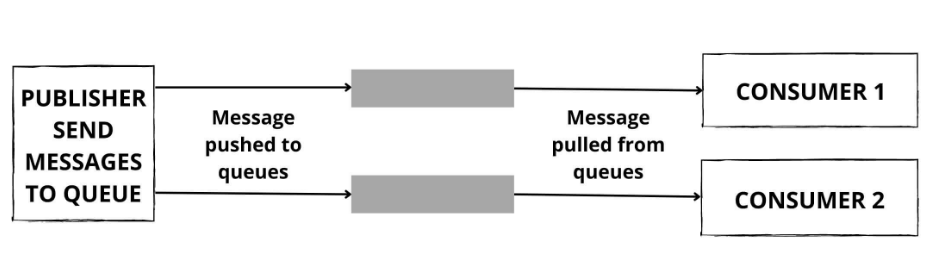 PUBLISHER
SEND
MESSAGES
TO QUEUE
Message
pushed to
queues
Message
pulled from
queues
CONSUMER 1
CONSUMER 2